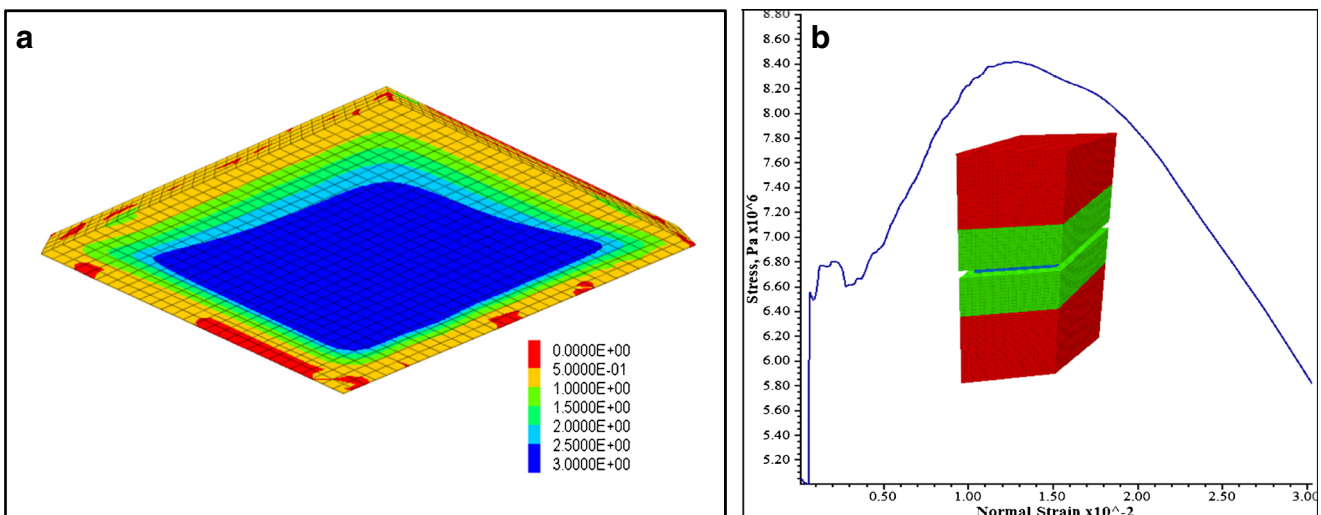 a
0.0000E+00
5.0000E-01
1.0000E+00
1.5000E+00
2.0000E+00
2.5000E+00
3.0000E+00
b
8.80
8.60
8.40
8.20
8.00
7.80
7.60
7.40
7.20
7.00
6.80
6.60
6.40
6.20
6.00
5.80
5.60
5.40
5.20
Stress, Pa x10^6
0.50 1.00 1.50 2.00 2.50 3.00
Normal Strain x10^-2